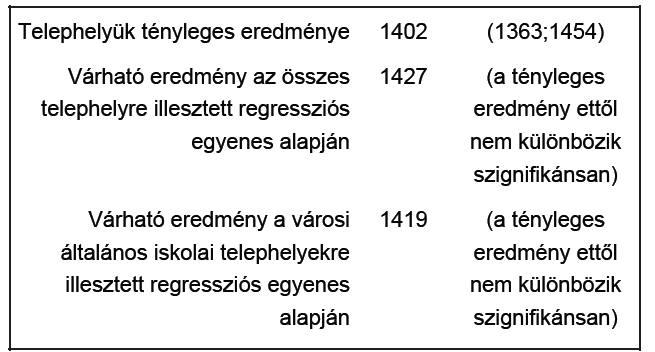 Telephelyük tényleges eredménye 1402 (1363;1454)
Várható eredmény az összes 1427 (a tényleges
telephelyre illesztett regressziós eredmény ettől
egyenes alapján nem különbözik
szignifikánsan)
Várható eredmény a városi 1419 (a tényleges
általános iskolai telephelyekre eredmény ettől
illesztett regressziós egyenes nem különbözik
alapján szignifikánsan)